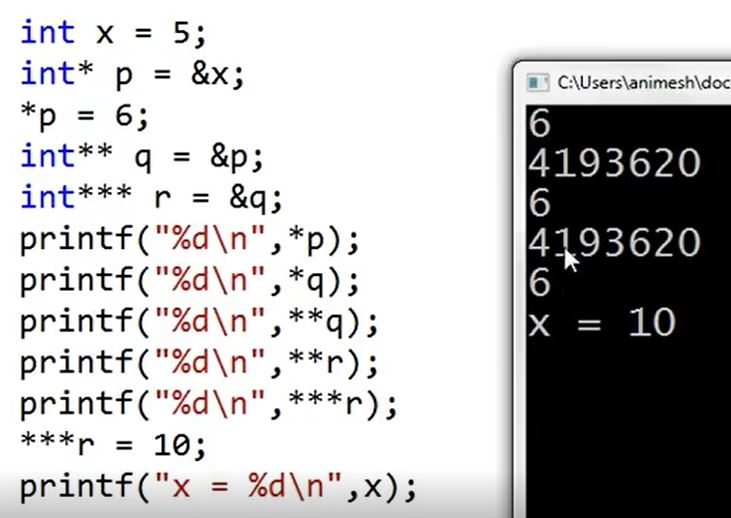 int x = 5;
int* p = &x;
*p = 6;
int** q = &p;
int*** r = &q;
printf("%d\n",*p);
printf("%d\n",*q);
printf("%d\n",**q);
printf("%d\n",**r);
printf("%d\n",***r);
***r = 10;
printf("x = %d\n",x);
C:\Users\animesh\doc
6
4193620
6
4193620
6
x = 10